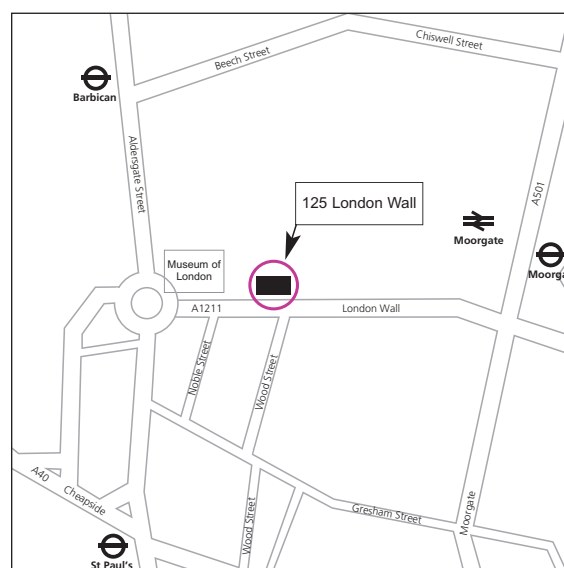 Chiswell Street
Beech Street
Barbican
Aldersgate Street
A501
125 London Wall
Moorgate
Moorga
Museum of
London
A1211
London Wall
Noble Street
Wood Street
A40
Cheapside
Wood Street
Gresham Street
Moorgate
St Paul's